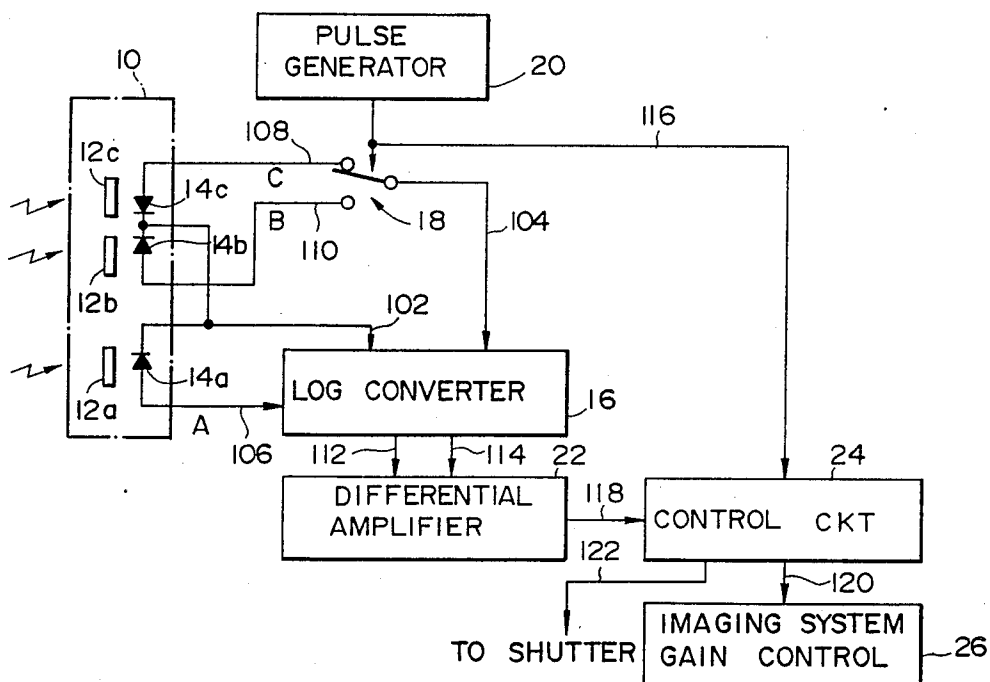 PULSE
GENERATOR
20
10
116
108
12c
C
14c
18
104
B
110
14b
12b
102
14a
LOG CONVERTER
16
12a
A
106
112
114
22
24
DIFFERENTIAL
AMPLIFIER
118
CONTROL CKT
122
120
TO SHUTTER
IMAGING SYSTEM
GAIN CONTROL
26